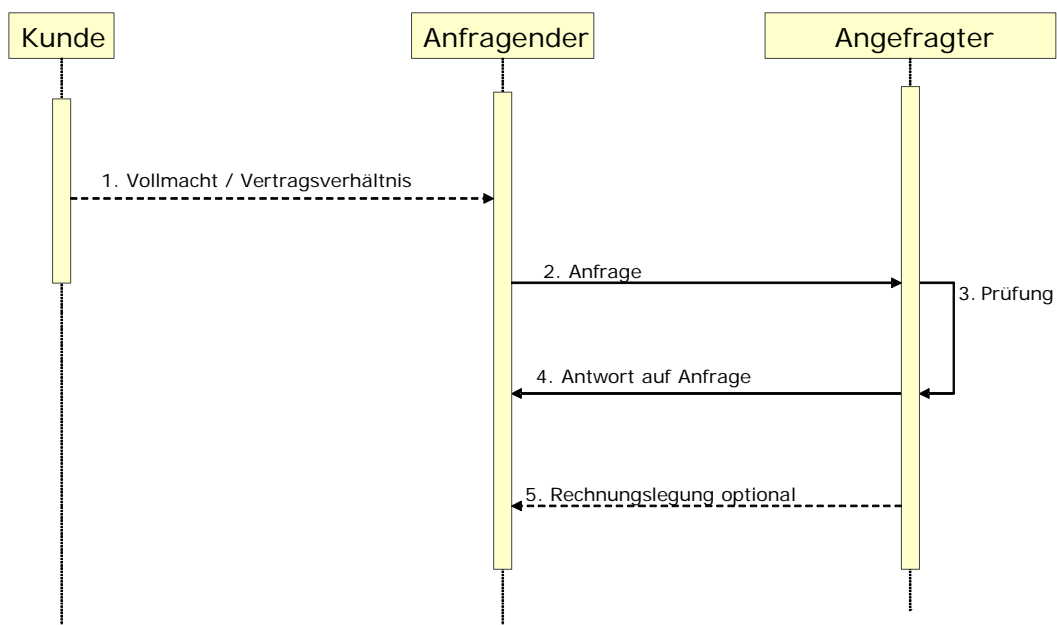 Kunde
Anfragender
Angefragter
1. Vollmacht / Vertragsverhältnis
2. Anfrage
3. Prüfung
4. Antwort auf Anfrage
5. Rechnungslegung optional